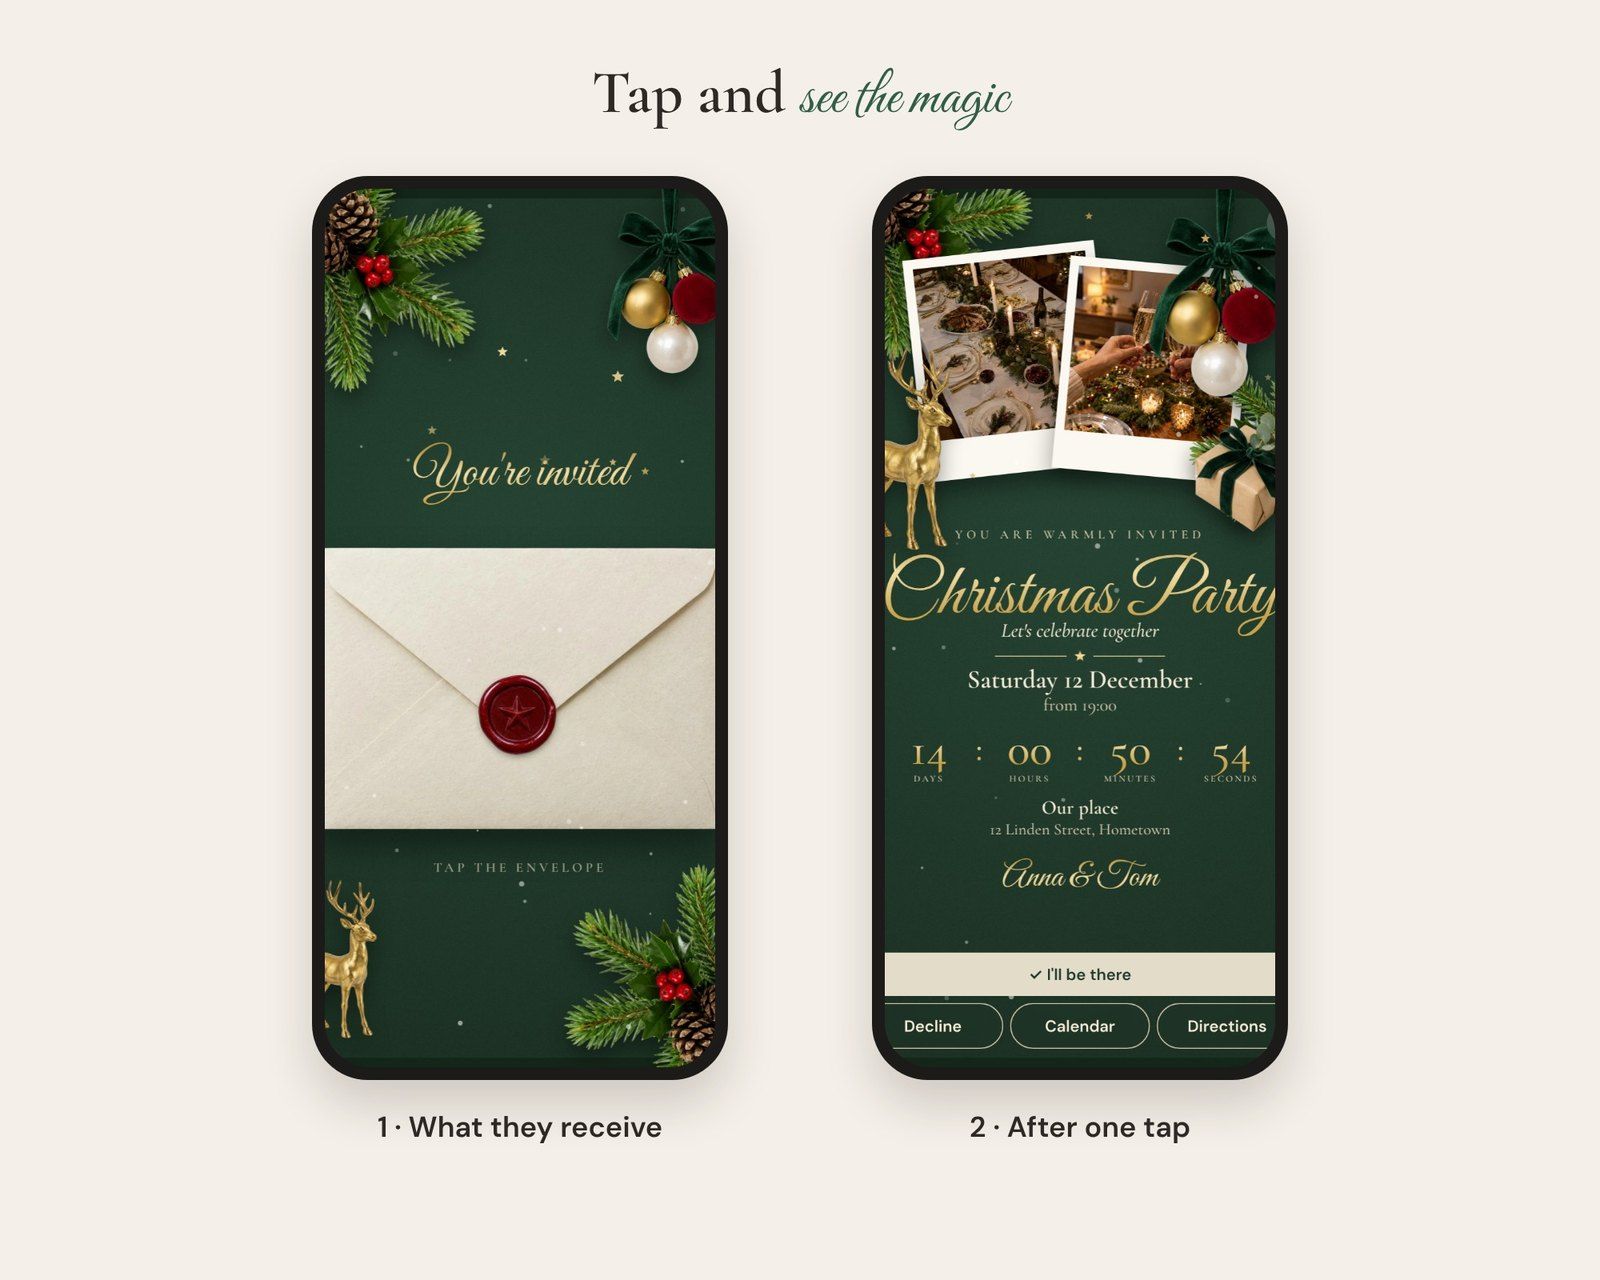 Tap and see the magic
You're invited
TAP THE ENVELOPE
1 · What they receive
YOU ARE WARMLY INVITED
Christmas Party
Let's celebrate together
Saturday 12 December
from 19:00
14 : 00 : 50 : 54
DAYS HOURS MINUTES SECONDS
Our place
12 Linden Street, Hometown
Anna & Tom
✓ I'll be there
Decline Calendar Directions
2 · After one tap